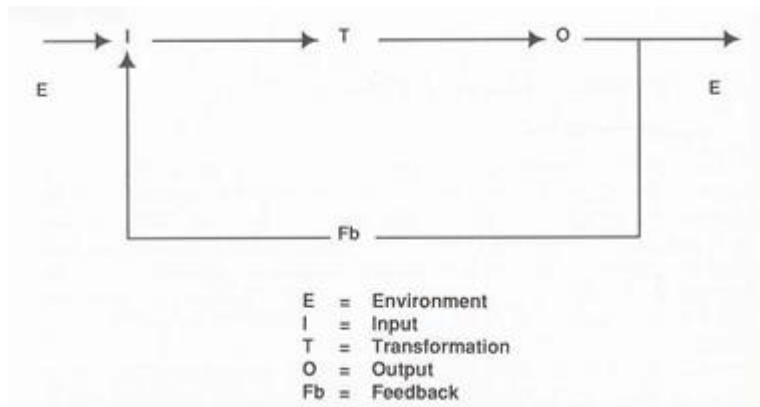 I T O
E E
Fb
E = Environment
I = Input
T = Transformation
O = Output
Fb = Feedback